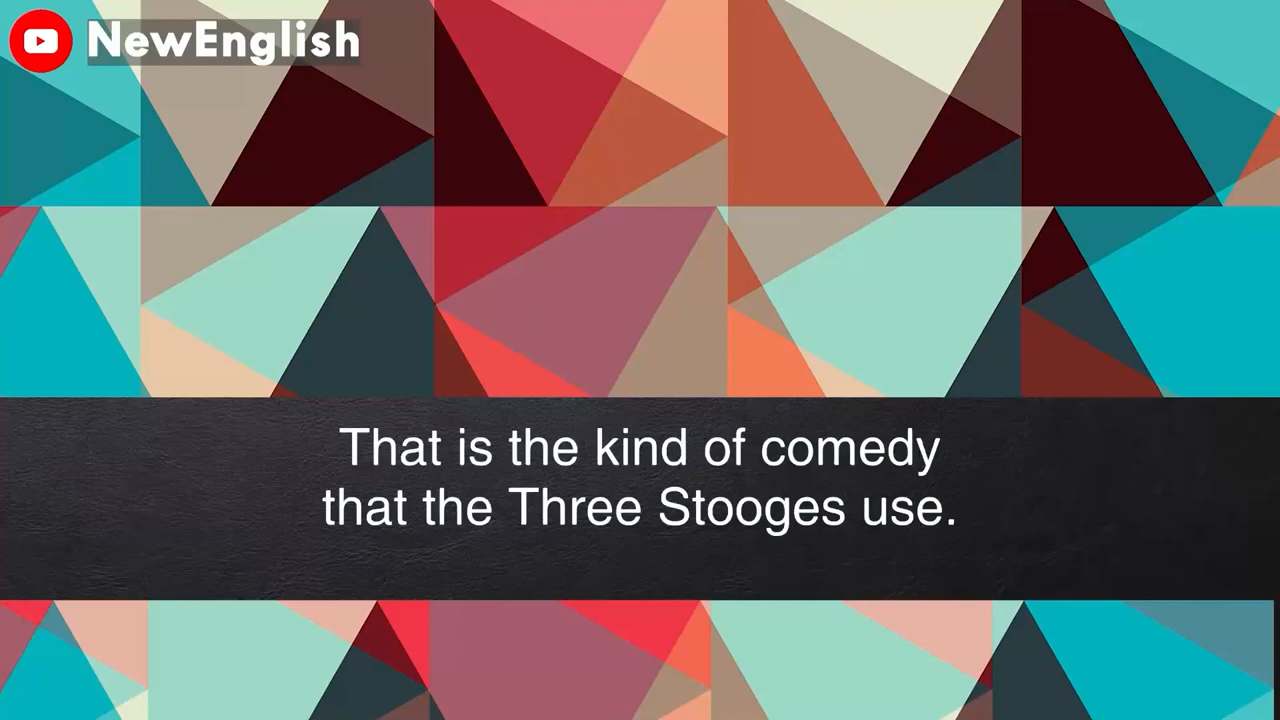 NewEnglish
That is the kind of comedy
that the Three Stooges use.